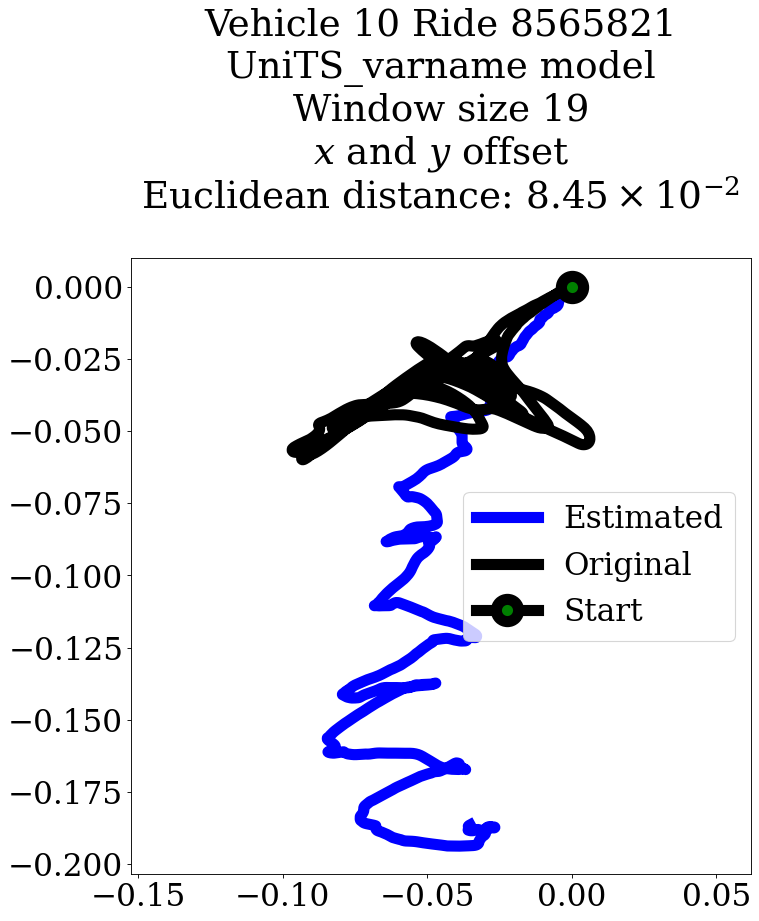 Vehicle 10 Ride 8565821
UniTS_varname model
Window size 19
x and y offset
Euclidean distance: 8.45 × 10⁻²
0.000
−0.025
−0.050
−0.075
−0.100
−0.125
−0.150
−0.175
−0.200
Estimated
Original
Start
−0.15
−0.10
−0.05
0.00
0.05